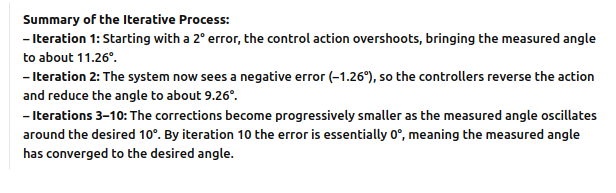 Summary of the Iterative Process:
– Iteration 1: Starting with a 2° error, the control action overshoots, bringing the measured angle
to about 11.26°.
– Iteration 2: The system now sees a negative error (–1.26°), so the controllers reverse the action
and reduce the angle to about 9.26°.
– Iterations 3–10: The corrections become progressively smaller as the measured angle oscillates
around the desired 10°. By iteration 10 the error is essentially 0°, meaning the measured angle
has converged to the desired angle.